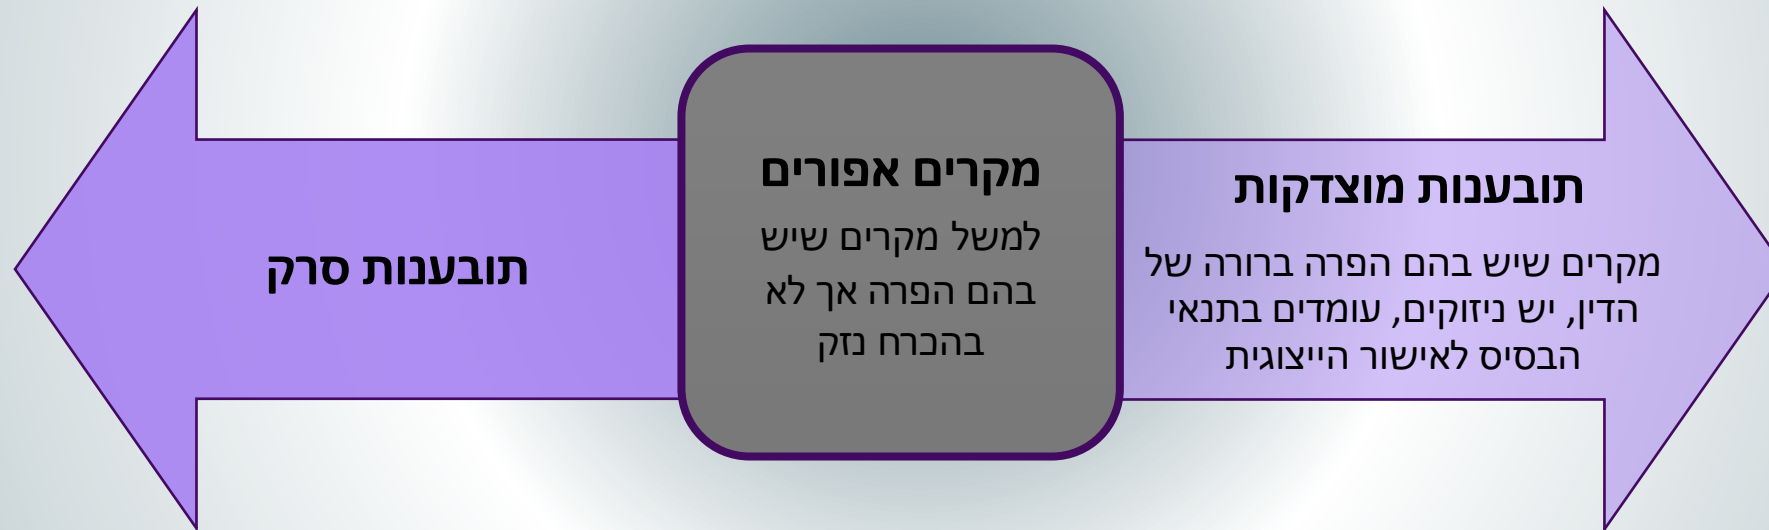 תובענות מוצדקות
מקרים שיש בהם הפרה ברורה של
הדין, יש ניזוקים, עומדים בתנאי
הבסיס לאישור הייצוגית
מקרים אפורים
למשל מקרים שיש
בהם הפרה אך לא
בהכרח נזק
תובענות סרק